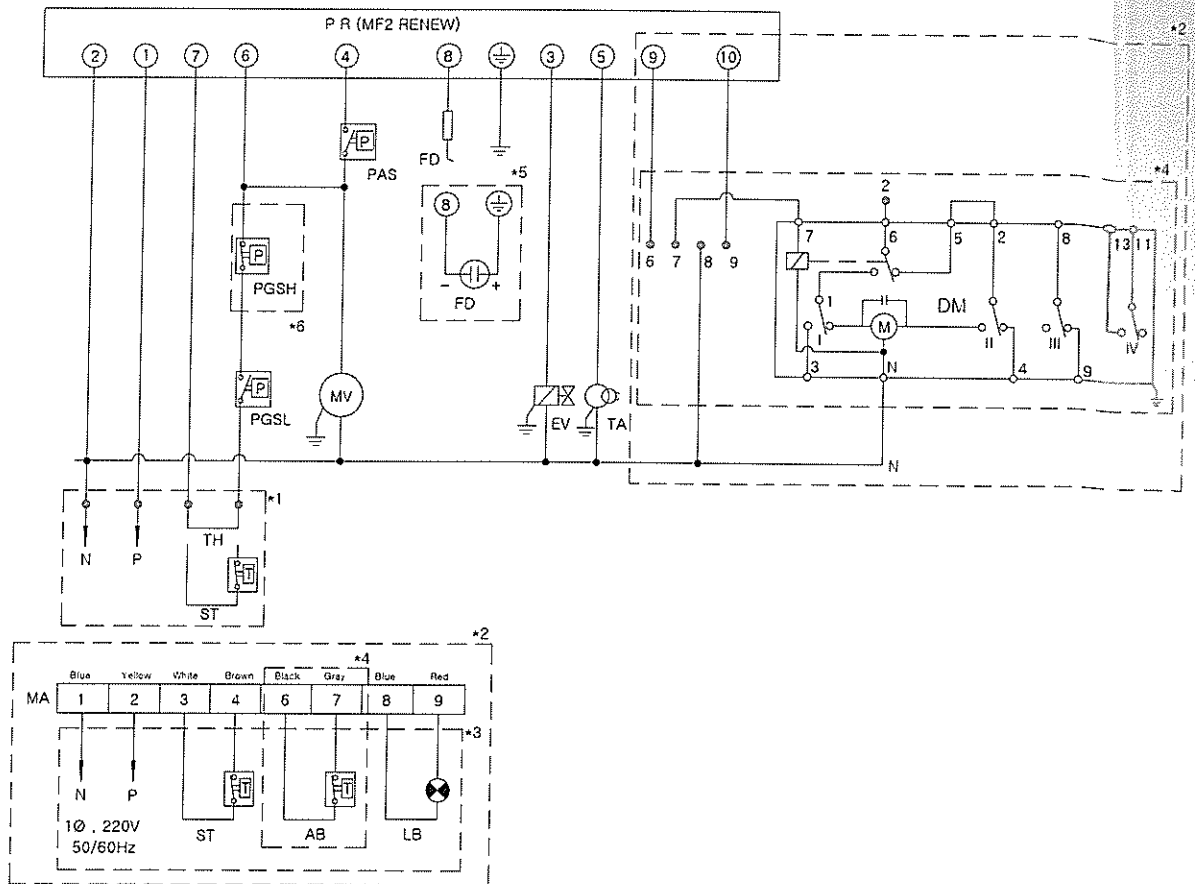 P R (MF2 RENEW)
*2
2 1 7 6 4 8 3 5 9 10
P
PAS
FD
*5
*4
8
2
P
PGSH
*6
- +
FD
6 7 8 9
7 6 5 2 8 13 11
1
DM
I M II III IV
3 N 4 9
P
PGSL
MV
EV
TA
N
*1
N P TH
T
ST
*2
*4
Blue Yellow White Brown Black Gray Blue Red
MA 1 2 3 4 6 7 8 9
*3
N P T T
1Ø , 220V
50/60Hz
ST AB LB